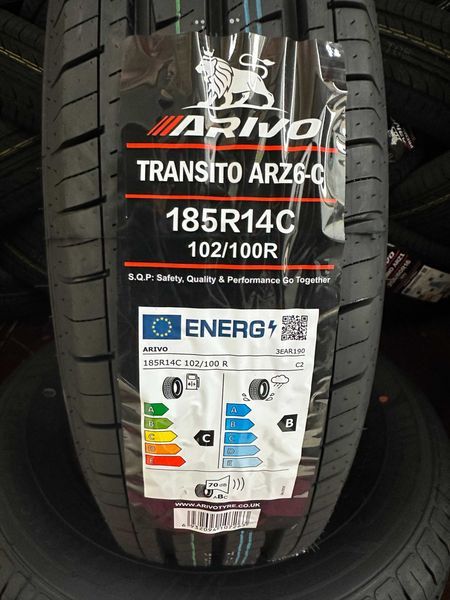 ARIVO
TRANSITO ARZ6-C
185R14C
102/100R
S.Q.P: Safety, Quality & Performance Go Together
ENERG
ARIVO 3EAR190
185R14C 102/100 R C2
A
B
C
D
E
C
A
B
C
D
E
B
70 dB
ABC
WWW.ARIVOTYRE.CO.UK